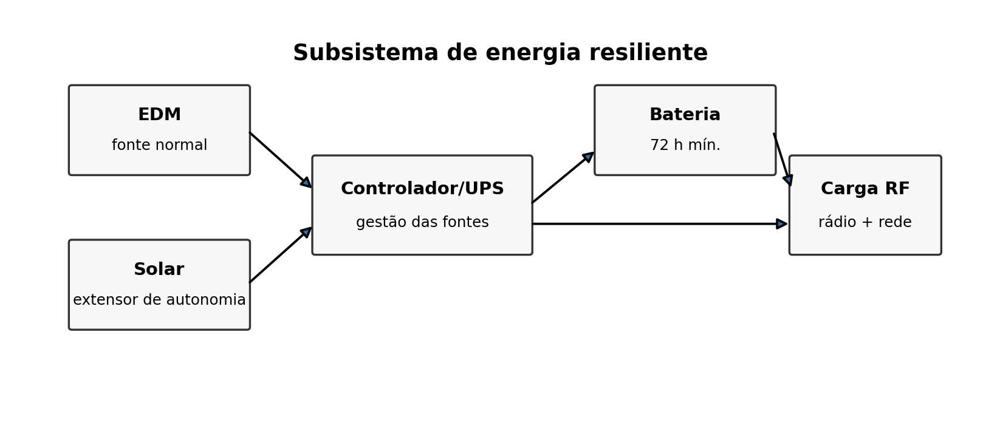 Subsistema de energia resiliente
EDM
fonte normal
Solar
extensor de autonomia
Controlador/UPS
gestão das fontes
Bateria
72 h mín.
Carga RF
rádio + rede